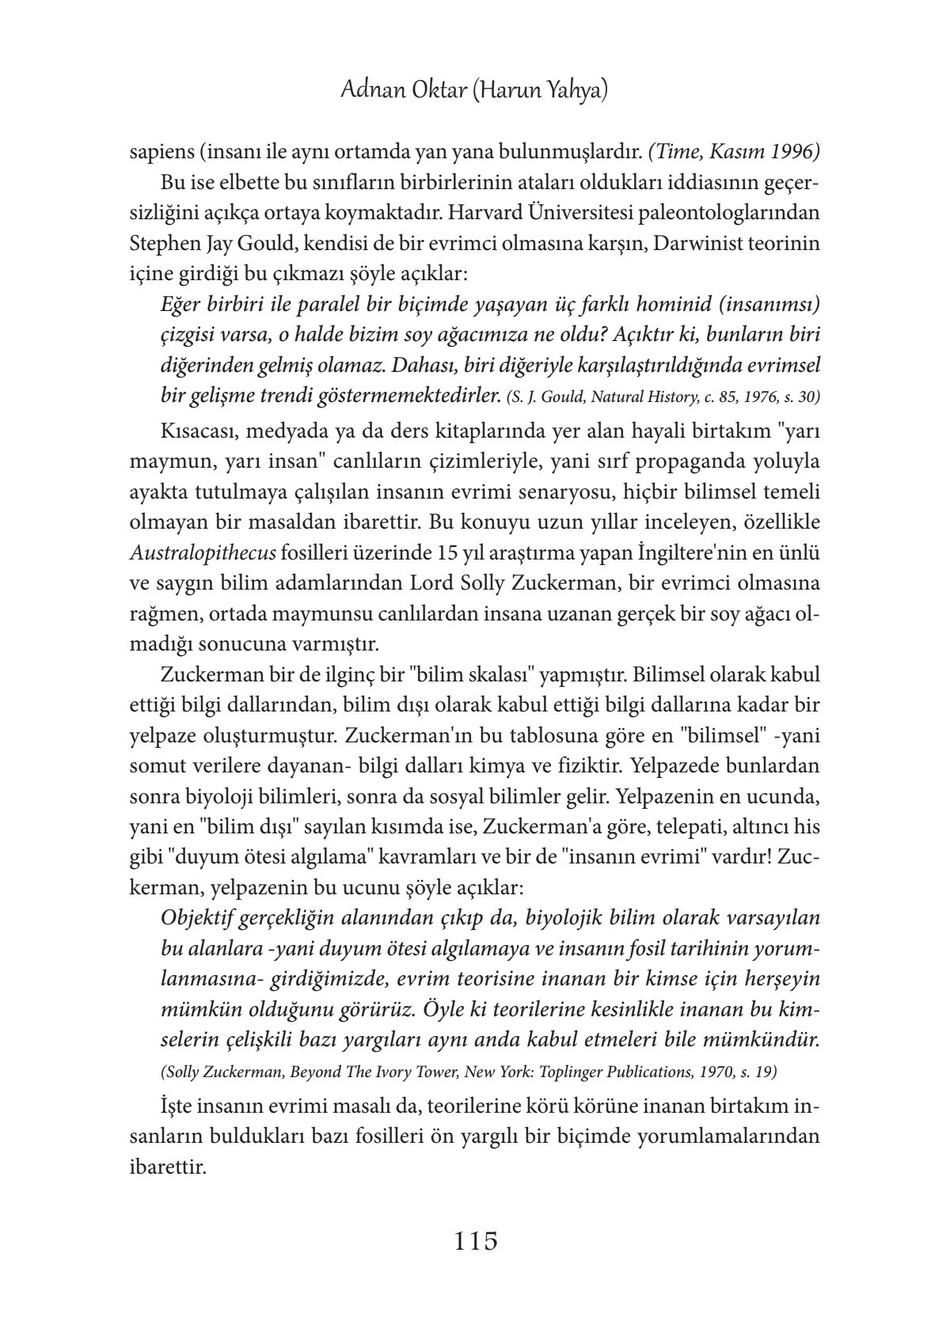 Adnan Oktar (Harun Yahya)
sapiens (insanı ile aynı ortamda yan yana bulunmuşlardır. (Time, Kasım 1996)
Bu ise elbette bu sınıfların birbirlerinin ataları oldukları iddiasının geçer-
sizliğini açıkça ortaya koymaktadır. Harvard Üniversitesi paleontologlarından
Stephen Jay Gould, kendisi de bir evrimci olmasına karşın, Darwinist teorinin
içine girdiği bu çıkmazı şöyle açıklar:
Eğer birbiri ile paralel bir biçimde yaşayan üç farklı hominid (insanımsı)
çizgisi varsa, o halde bizim soy ağacımıza ne oldu? Açıktır ki, bunların biri
diğerinden gelmiş olamaz. Dahası, biri diğeriyle karşılaştırıldığında evrimsel
bir gelişme trendi göstermemektedirler. (S. J. Gould, Natural History, c. 85, 1976, s. 30)
Kısacası, medyada ya da ders kitaplarında yer alan hayali birtakım "yarı
maymun, yarı insan" canlıların çizimleriyle, yani sırf propaganda yoluyla
ayakta tutulmaya çalışılan insanın evrimi senaryosu, hiçbir bilimsel temeli
olmayan bir masaldan ibarettir. Bu konuyu uzun yıllar inceleyen, özellikle
Australopithecus fosilleri üzerinde 15 yıl araştırma yapan İngiltere'nin en ünlü
ve saygın bilim adamlarından Lord Solly Zuckerman, bir evrimci olmasına
rağmen, ortada maymunsu canlılardan insana uzanan gerçek bir soy ağacı ol-
madığı sonucuna varmıştır.
Zuckerman bir de ilginç bir "bilim skalası" yapmıştır. Bilimsel olarak kabul
ettiği bilgi dallarından, bilim dışı olarak kabul ettiği bilgi dallarına kadar bir
yelpaze oluşturmuştur. Zuckerman'ın bu tablosuna göre en "bilimsel" -yani
somut verilere dayanan- bilgi dalları kimya ve fiziktir. Yelpazede bunlardan
sonra biyoloji bilimleri, sonra da sosyal bilimler gelir. Yelpazenin en ucunda,
yani en "bilim dışı" sayılan kısımda ise, Zuckerman'a göre, telepati, altıncı his
gibi "duyum ötesi algılama" kavramları ve bir de "insanın evrimi" vardır! Zuc-
kerman, yelpazenin bu ucunu şöyle açıklar:
Objektif gerçekliğin alanından çıkıp da, biyolojik bilim olarak varsayılan
bu alanlara -yani duyum ötesi algılamaya ve insanın fosil tarihinin yorum-
lanmasına- girdiğimizde, evrim teorisine inanan bir kimse için herşeyin
mümkün olduğunu görürüz. Öyle ki teorilerine kesinlikle inanan bu kim-
selerin çelişkili bazı yargıları aynı anda kabul etmeleri bile mümkündür.
(Solly Zuckerman, Beyond The Ivory Tower, New York: Toplinger Publications, 1970, s. 19)
İşte insanın evrimi masalı da, teorilerine körü körüne inanan birtakım in-
sanların buldukları bazı fosilleri ön yargılı bir biçimde yorumlamalarından
ibarettir.
115